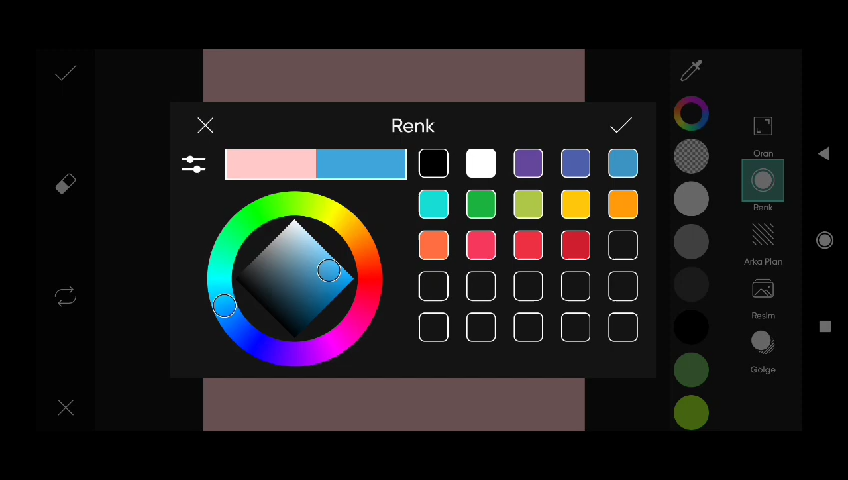 Renk
Oran
Renk
Arka Plan
Resim
Gölge